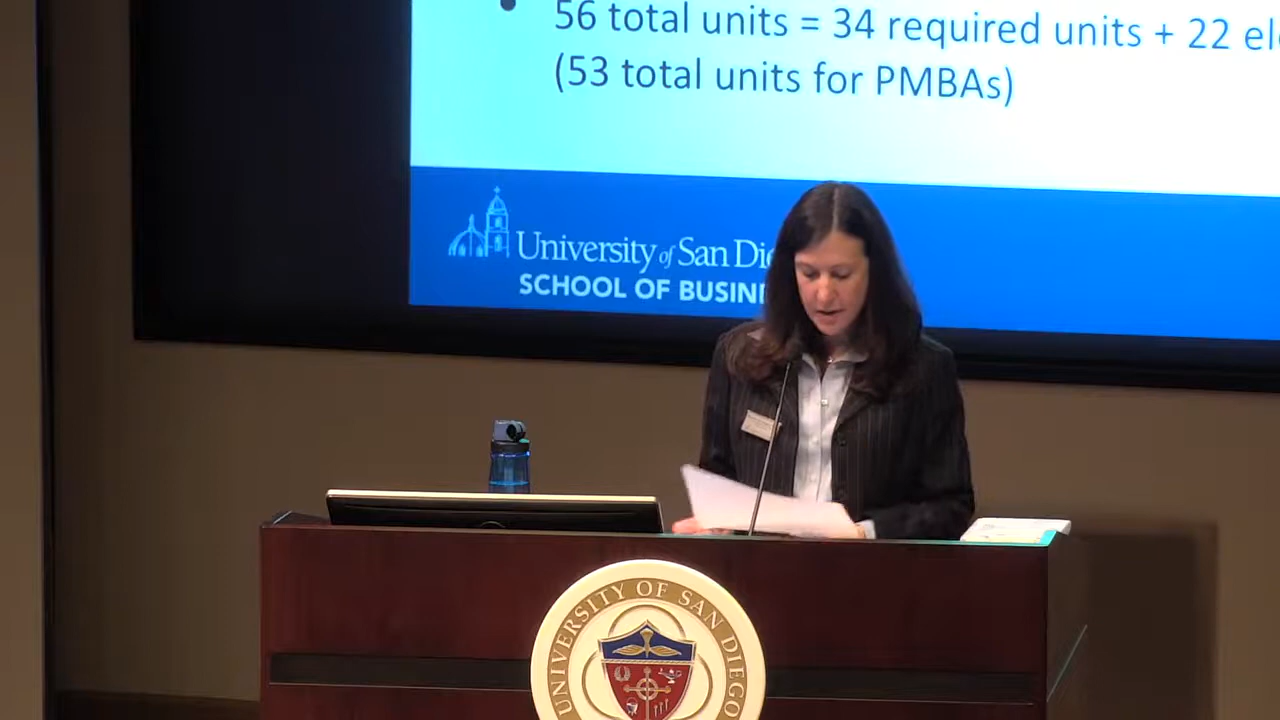 56 total units = 34 required units + 22 el
(53 total units for PMBAs)
University of San Die
SCHOOL OF BUSINE
UNIVERSITY OF SAN DIEGO